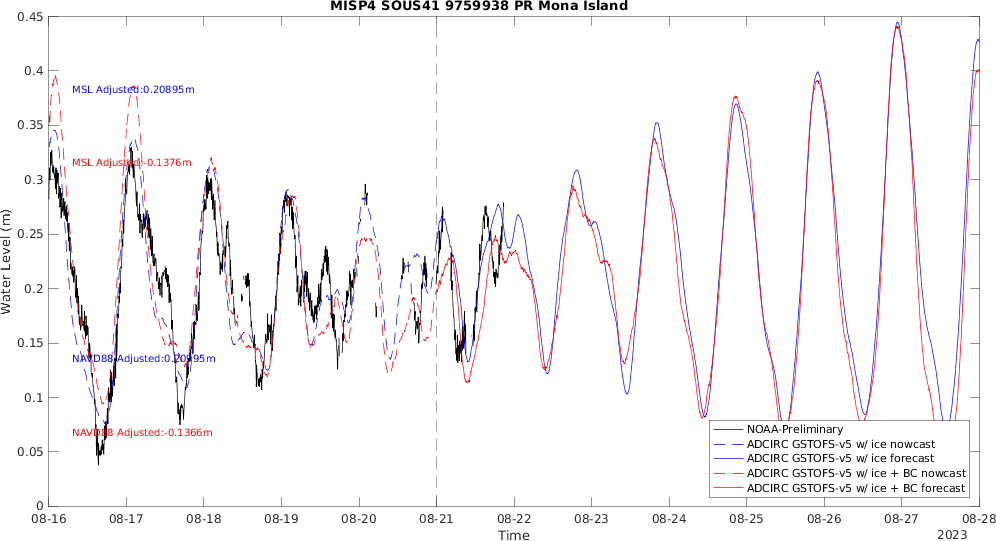 MISP4 SOUS41 9759938 PR Mona Island
0.45
0.4
0.35
0.3
0.25
0.2
0.15
0.1
0.05
0
Water Level (m)
MSL Adjusted:0.20895m
MSL Adjusted:-0.1376m
NAVD88 Adjusted:0.20995m
NAVD88 Adjusted:-0.1366m
NOAA-Preliminary
ADCIRC GSTOFS-v5 w/ ice nowcast
ADCIRC GSTOFS-v5 w/ ice forecast
ADCIRC GSTOFS-v5 w/ ice + BC nowcast
ADCIRC GSTOFS-v5 w/ ice + BC forecast
08-16 08-17 08-18 08-19 08-20 08-21 08-22 08-23 08-24 08-25 08-26 08-27 08-28
Time
2023